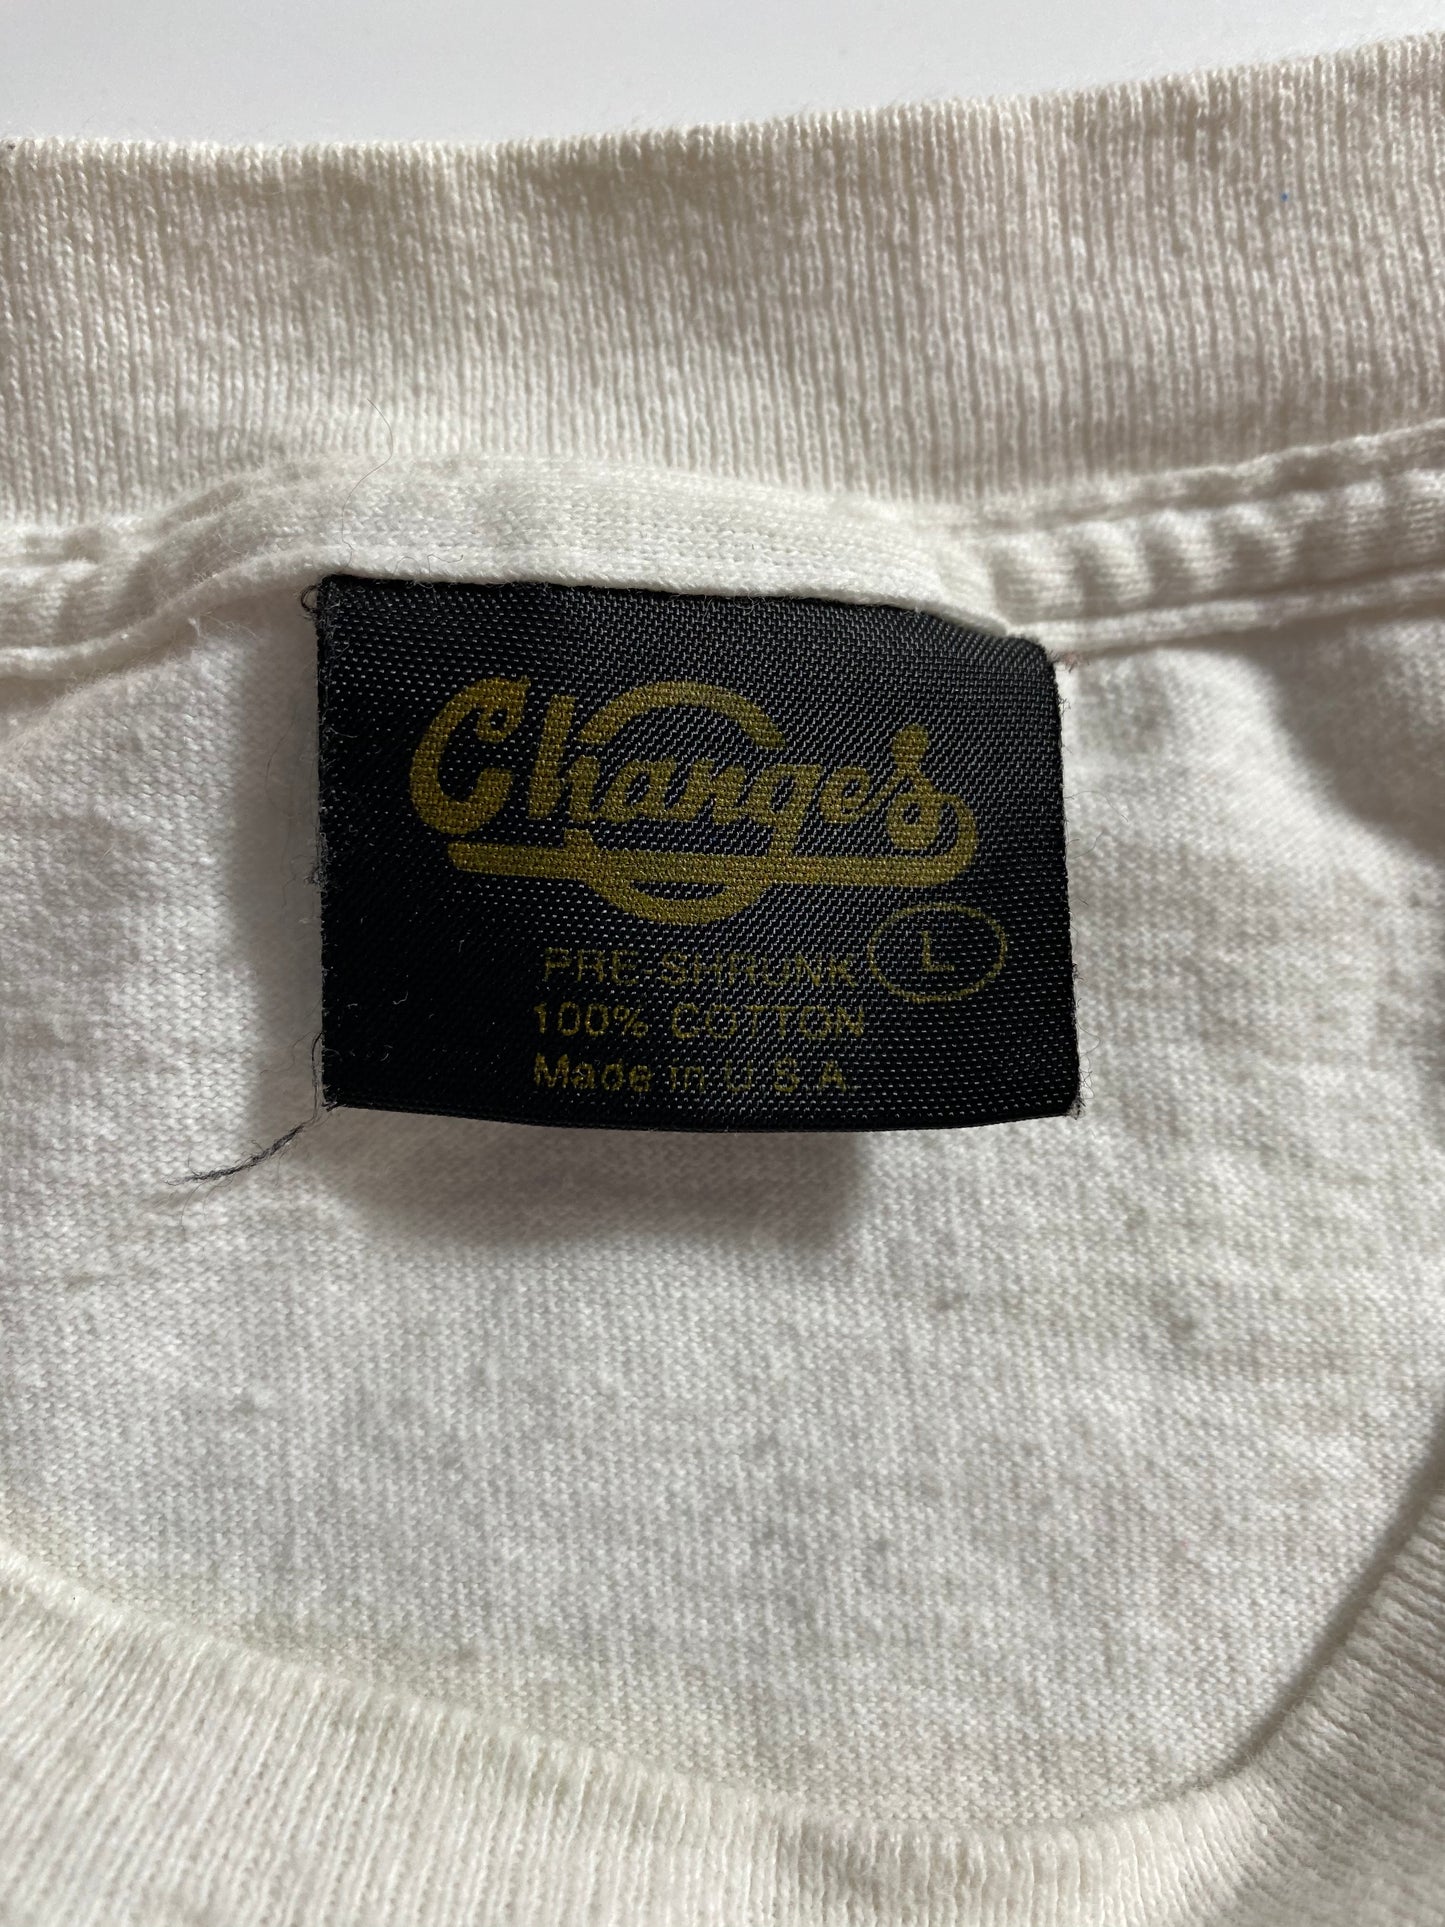 Changes
PRE-SHRUNK L
100% COTTON
Made in U.S.A.